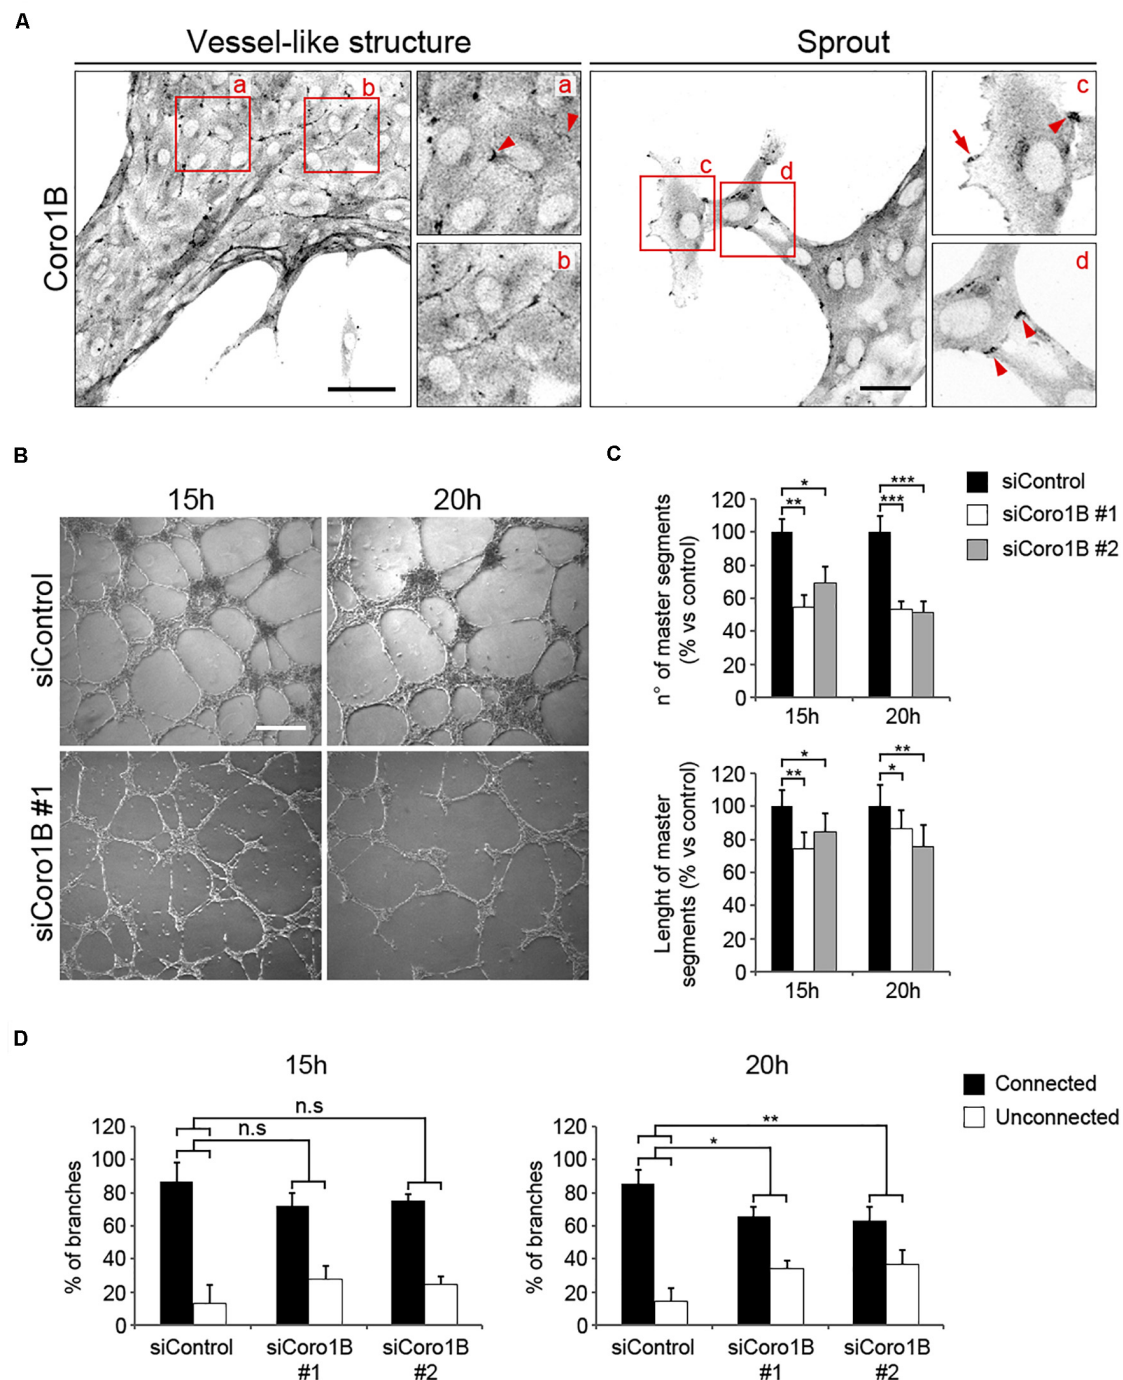 A
Vessel-like structure
Sprout
Coro1B
a
b
a
b
c
d
c
d
B
15h
20h
siControl
siCoro1B #1
C
siControl
siCoro1B #1
siCoro1B #2
n° of master segments
(% vs control)
120
100
80
60
40
20
0
**
*
***
***
15h
20h
Lenght of master
segments (% vs control)
120
100
80
60
40
20
0
**
*
*
**
15h
20h
D
15h
% of branches
120
100
80
60
40
20
0
n.s
n.s
siControl
siCoro1B
#1
siCoro1B
#2
20h
% of branches
120
100
80
60
40
20
0
**
*
siControl
siCoro1B
#1
siCoro1B
#2
Connected
Unconnected